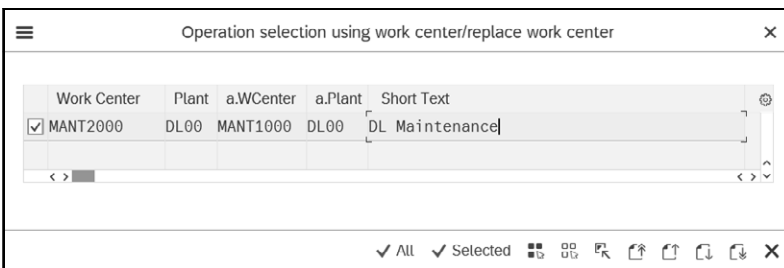 Operation selection using work center/replace work center
Work Center Plant a.WCenter a.Plant Short Text
MANT2000 DL00 MANT1000 DL00 DL Maintenance
All Selected